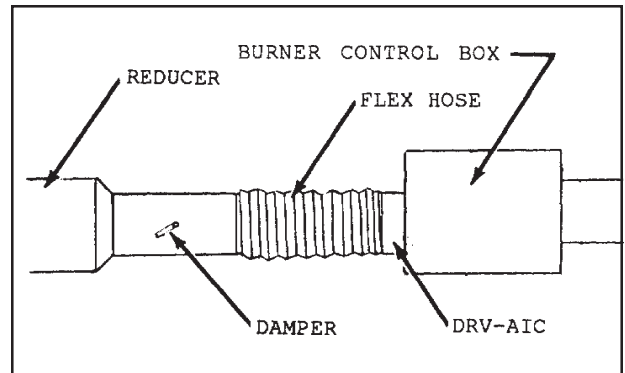 BURNER CONTROL BOX
REDUCER
FLEX HOSE
DAMPER
DRV-AIC